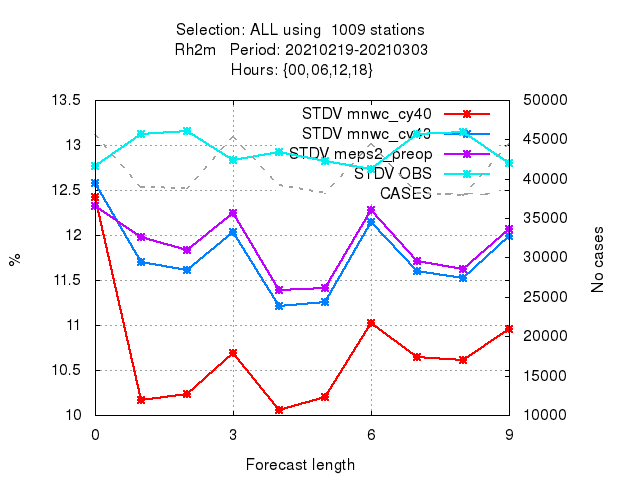 Selection: ALL using  1009 stations
Rh2m   Period: 20210219-20210303
Hours: {00,06,12,18}
STDV mnwc_cy40
STDV mnwc_cy43
STDV meps2_preop
STDV OBS
CASES
13.5
13
12.5
12
11.5
11
10.5
10
%
50000
45000
40000
35000
30000
25000
20000
15000
10000
No cases
0 3 6 9
Forecast length